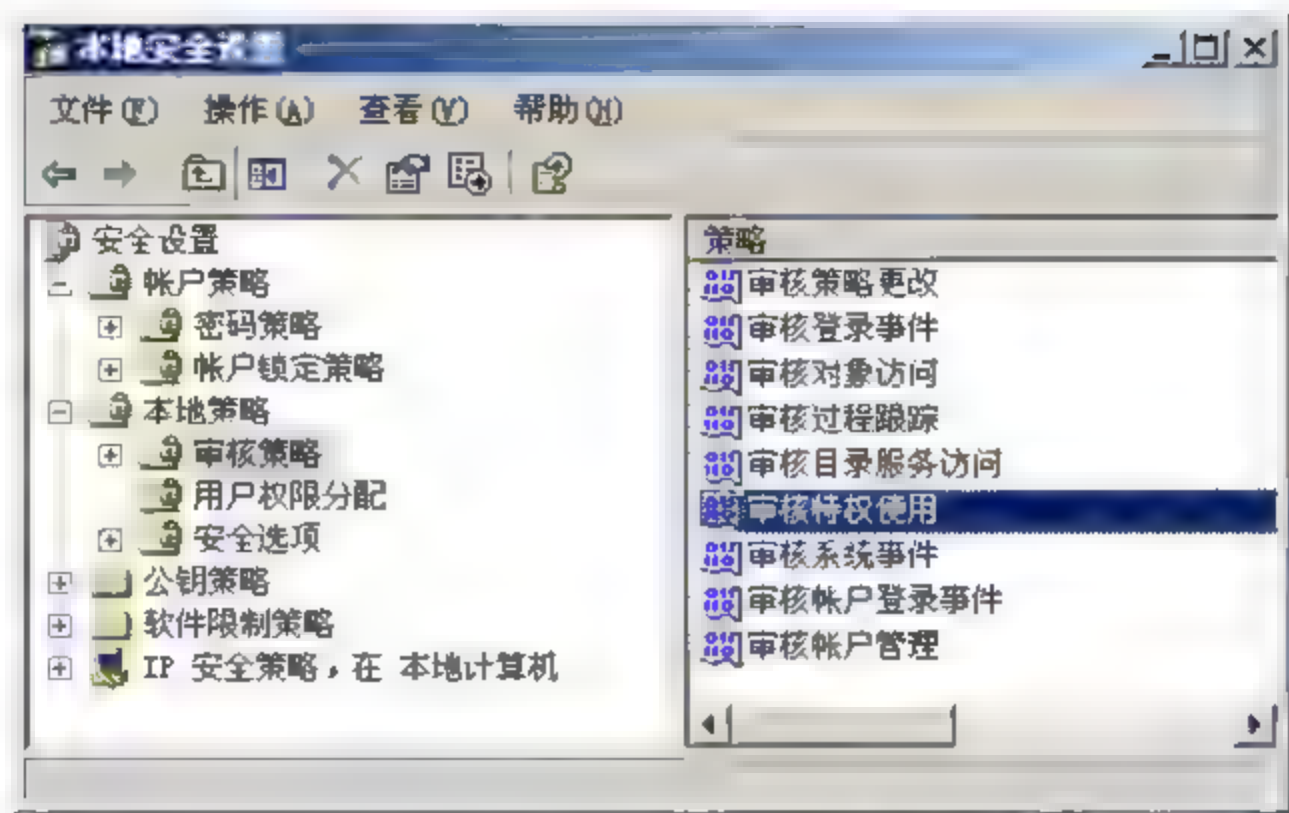 本地安全设置
文件(F) 操作(A) 查看(V) 帮助(H)
安全设置
帐户策略
密码策略
帐户锁定策略
本地策略
审核策略
用户权限分配
安全选项
公钥策略
软件限制策略
IP 安全策略，在 本地计算机
策略
审核策略更改
审核登录事件
审核对象访问
审核过程跟踪
审核目录服务访问
审核特权使用
审核系统事件
审核帐户登录事件
审核帐户管理